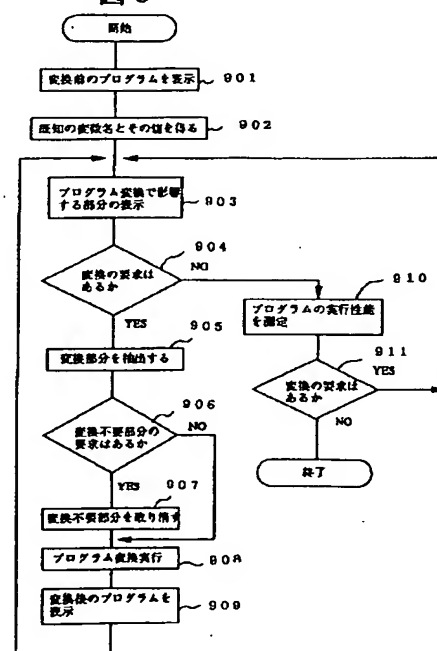 開始
変換前のプログラムを表示
901
既知の変数名とその値を得る
902
プログラム変換で影響
する部分の表示
903
904
変換の要求は
あるか
NO
YES
905
変換部分を抽出する
906
変換不要部分の
要求はあるか
NO
YES
907
変換不要部分を取り消す
プログラム変換実行
908
変換後のプログラムを
表示
909
910
プログラムの実行性能
を測定
911
変換の要求は
あるか
YES
NO
終了